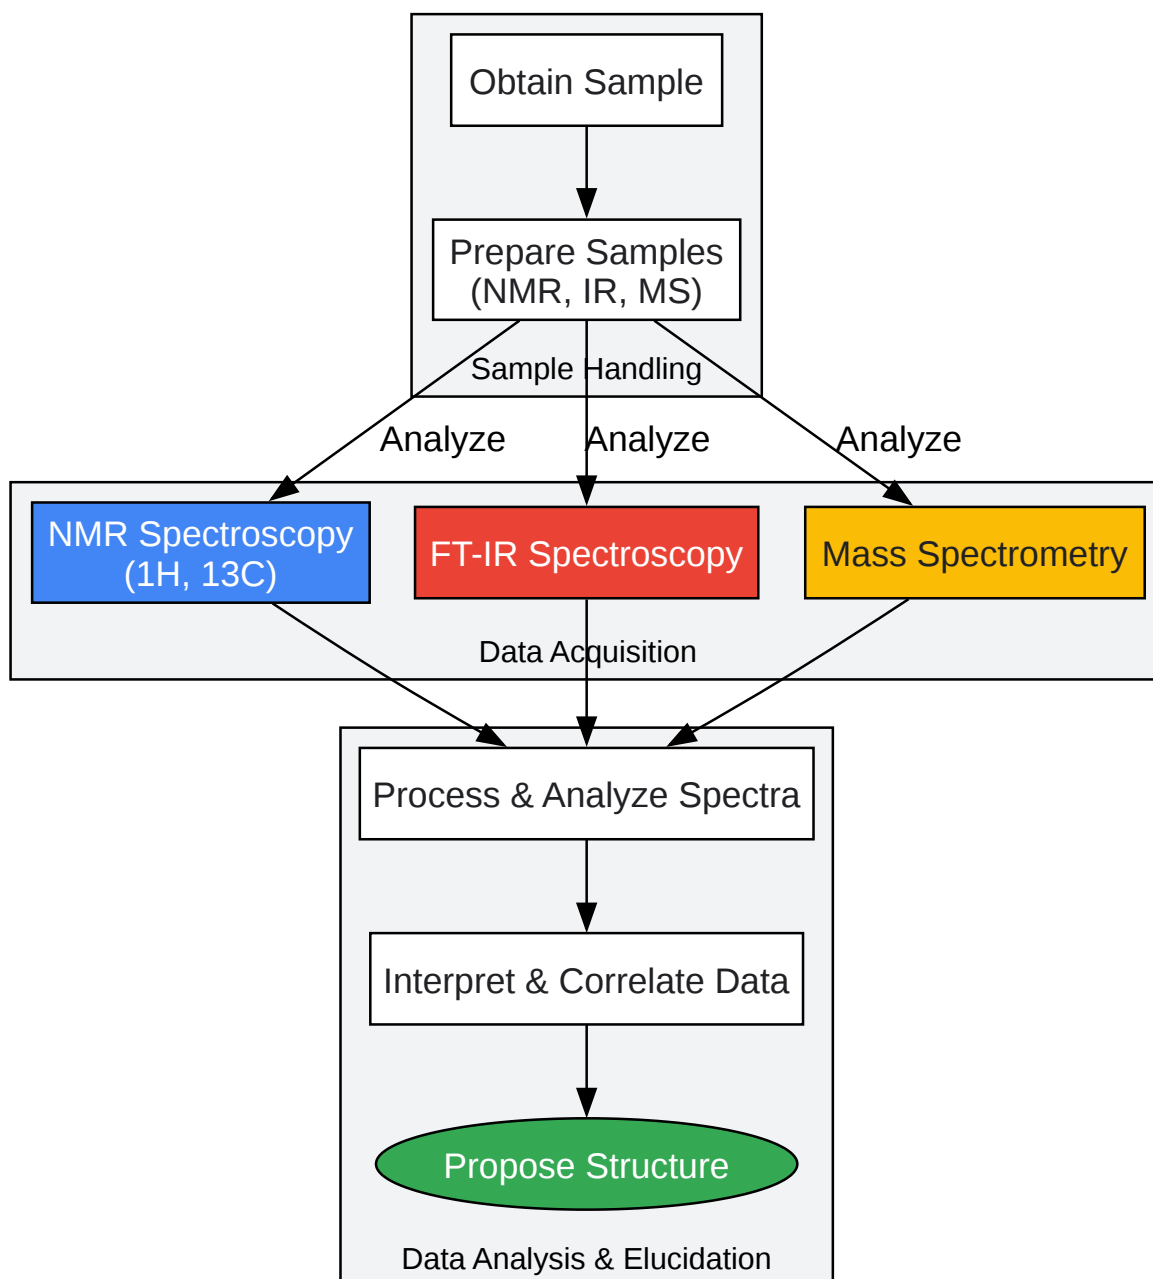 Obtain Sample
Prepare Samples
(NMR, IR, MS)
Sample Handling
Analyze
Analyze
Analyze
NMR Spectroscopy
(1H, 13C)
FT-IR Spectroscopy
Mass Spectrometry
Data Acquisition
Process & Analyze Spectra
Interpret & Correlate Data
Propose Structure
Data Analysis & Elucidation